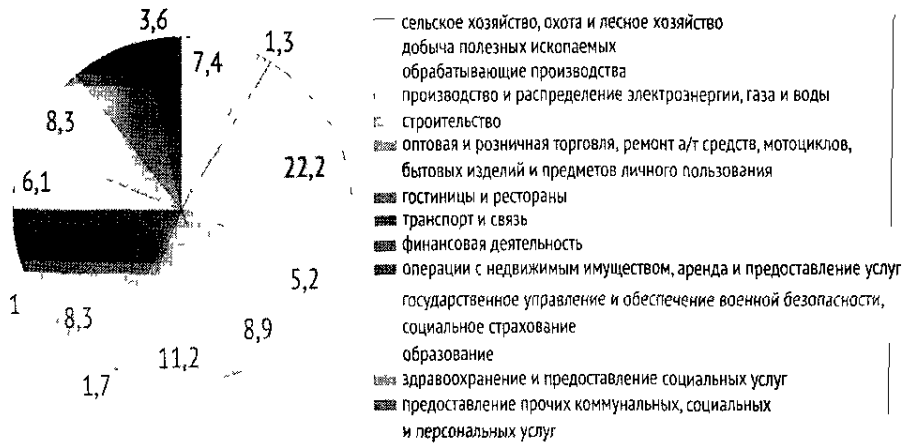 3,6
7,4
1,3
8,3
22,2
6,1
5,2
1
8,3
8,9
11,2
1,7
сельское хозяйство, охота и лесное хозяйство
добыча полезных ископаемых
обрабатывающие производства
производство и распределение электроэнергии, газа и воды
строительство
оптовая и розничная торговля, ремонт а/т средств, мотоциклов,
бытовых изделий и предметов личного пользования
гостиницы и рестораны
транспорт и связь
финансовая деятельность
операции с недвижимым имуществом, аренда и предоставление услуг
государственное управление и обеспечение военной безопасности,
социальное страхование
образование
здравоохранение и предоставление социальных услуг
предоставление прочих коммунальных, социальных
и персональных услуг